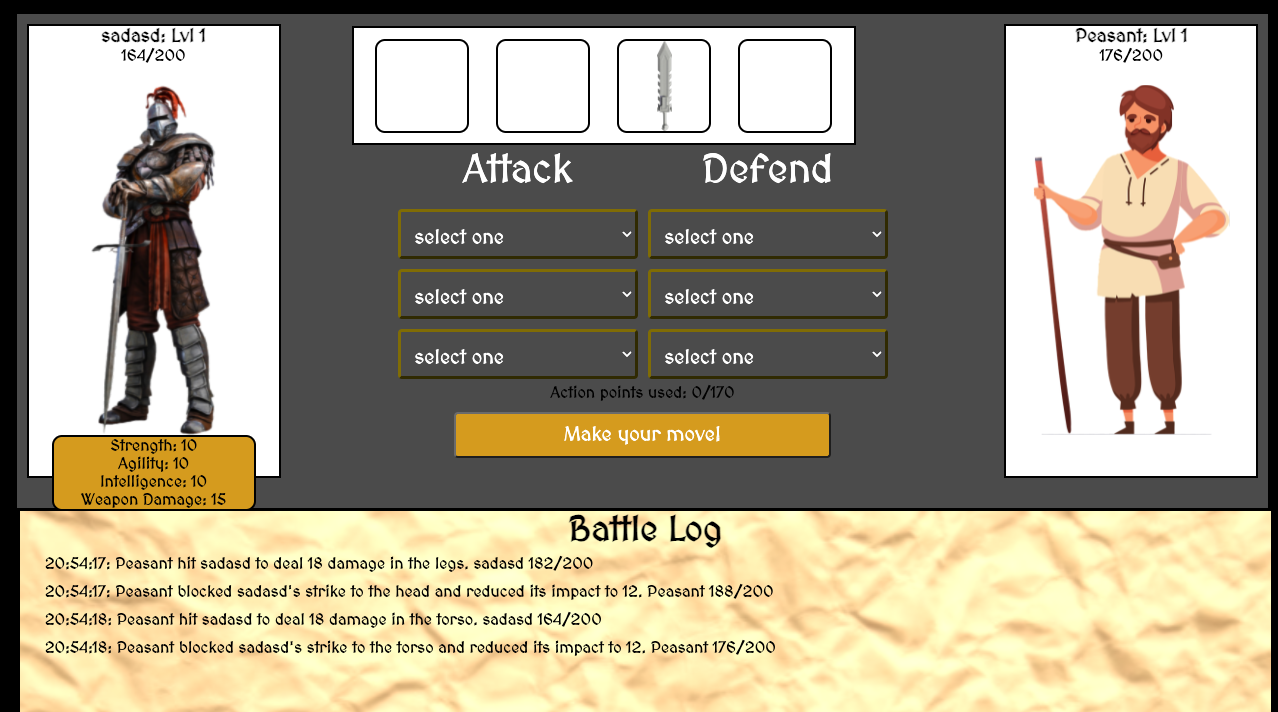 sadasd: Lvl 1
164/200
Peasant: Lvl 1
176/200
Attack
Defend
select one
select one
select one
select one
select one
select one
Action points used: 0/170
Make your move!
Strength: 10
Agility: 10
Intelligence: 10
Weapon Damage: 15
Battle Log
20:54:17: Peasant hit sadasd to deal 18 damage in the legs. sadasd 182/200
20:54:17: Peasant blocked sadasd's strike to the head and reduced its impact to 12. Peasant 188/200
20:54:18: Peasant hit sadasd to deal 18 damage in the torso. sadasd 164/200
20:54:18: Peasant blocked sadasd's strike to the torso and reduced its impact to 12. Peasant 176/200